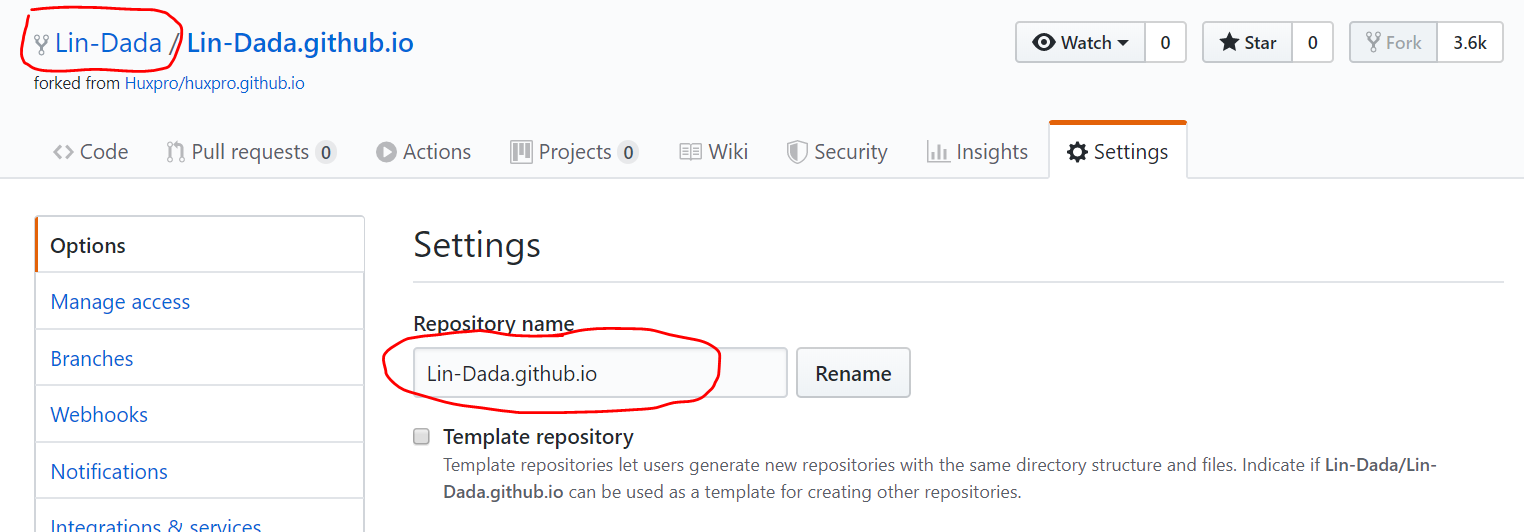 Lin-Dada / Lin-Dada.github.io
Watch 0 Star 0 Fork 3.6k
forked from Huxpro/huxpro.github.io
Code Pull requests 0 Actions Projects 0 Wiki Security Insights Settings
Options
Manage access
Branches
Webhooks
Notifications
Integrations & services
Settings
Repository name
Lin-Dada.github.io Rename
Template repository
Template repositories let users generate new repositories with the same directory structure and files. Indicate if Lin-Dada/Lin-
Dada.github.io can be used as a template for creating other repositories.